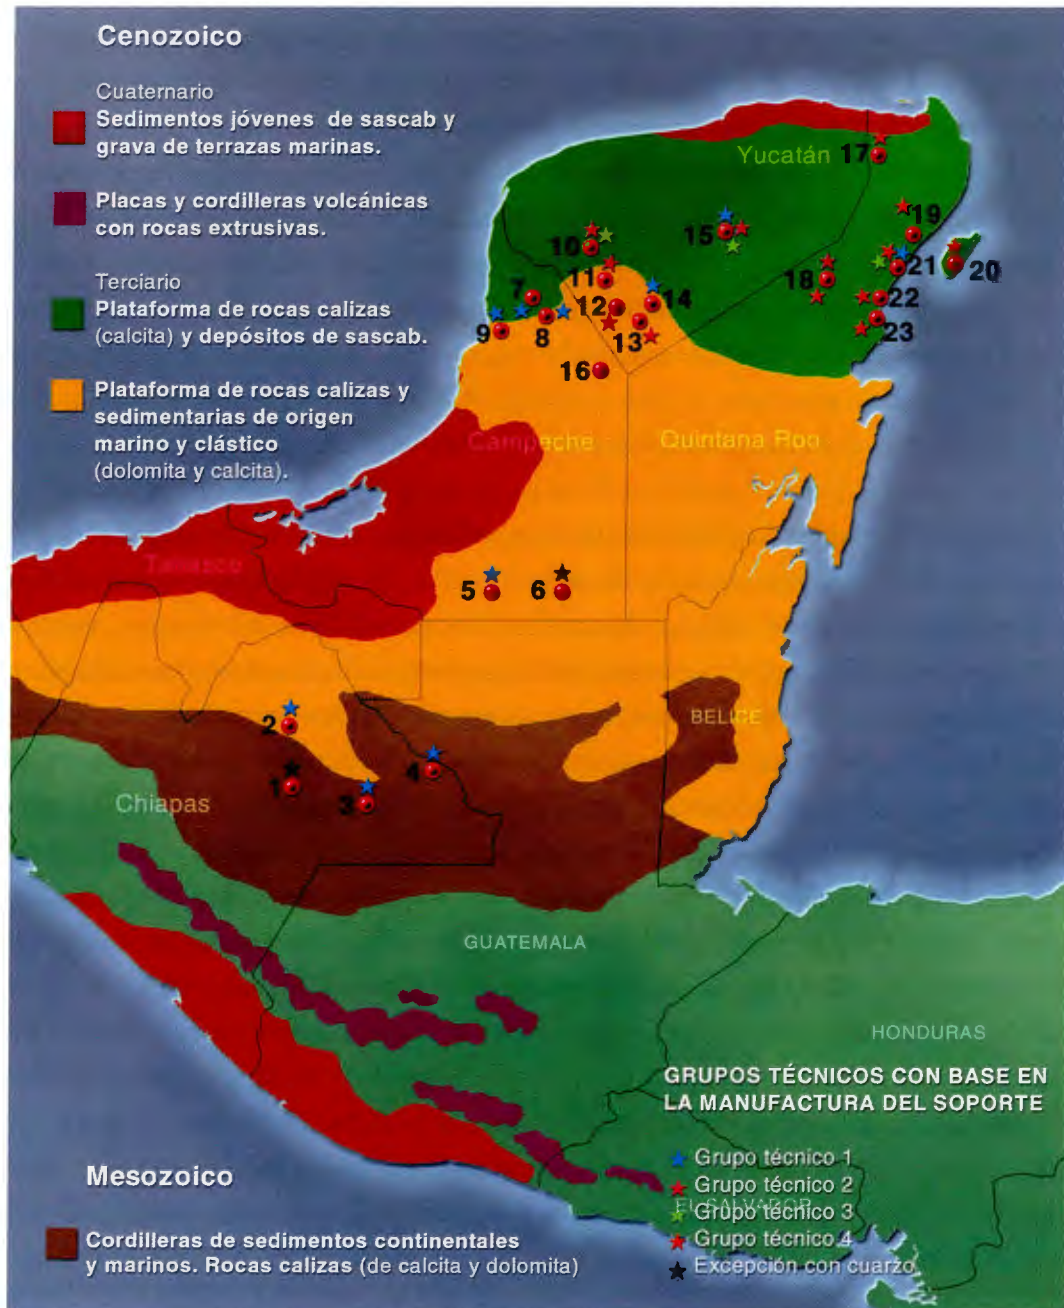 Cenozoico
Cuaternario
Sedimentos jóvenes de sascab y
grava de terrazas marinas.
Placas y cordilleras volcánicas
con rocas extrusivas.
Terciario
Plataforma de rocas calizas
(calcita) y depósitos de sascab.
Plataforma de rocas calizas y
sedimentarias de origen
marino y clástico
(dolomita y calcita).
Yucatán
17
19
10
15
11
18
21
20
7
12
14
22
9
8
13
23
16
Campeche
Quintana Roo
Tabasco
5
6
2
BELICE
1
3
4
Chiapas
GUATEMALA
HONDURAS
GRUPOS TÉCNICOS CON BASE EN
LA MANUFACTURA DEL SOPORTE
Grupo técnico 1
Grupo técnico 2
EL SALVADOR
Grupo técnico 3
Grupo técnico 4
Excepción con cuarzo
Mesozoico
Cordilleras de sedimentos continentales
y marinos. Rocas calizas (de calcita y dolomita)